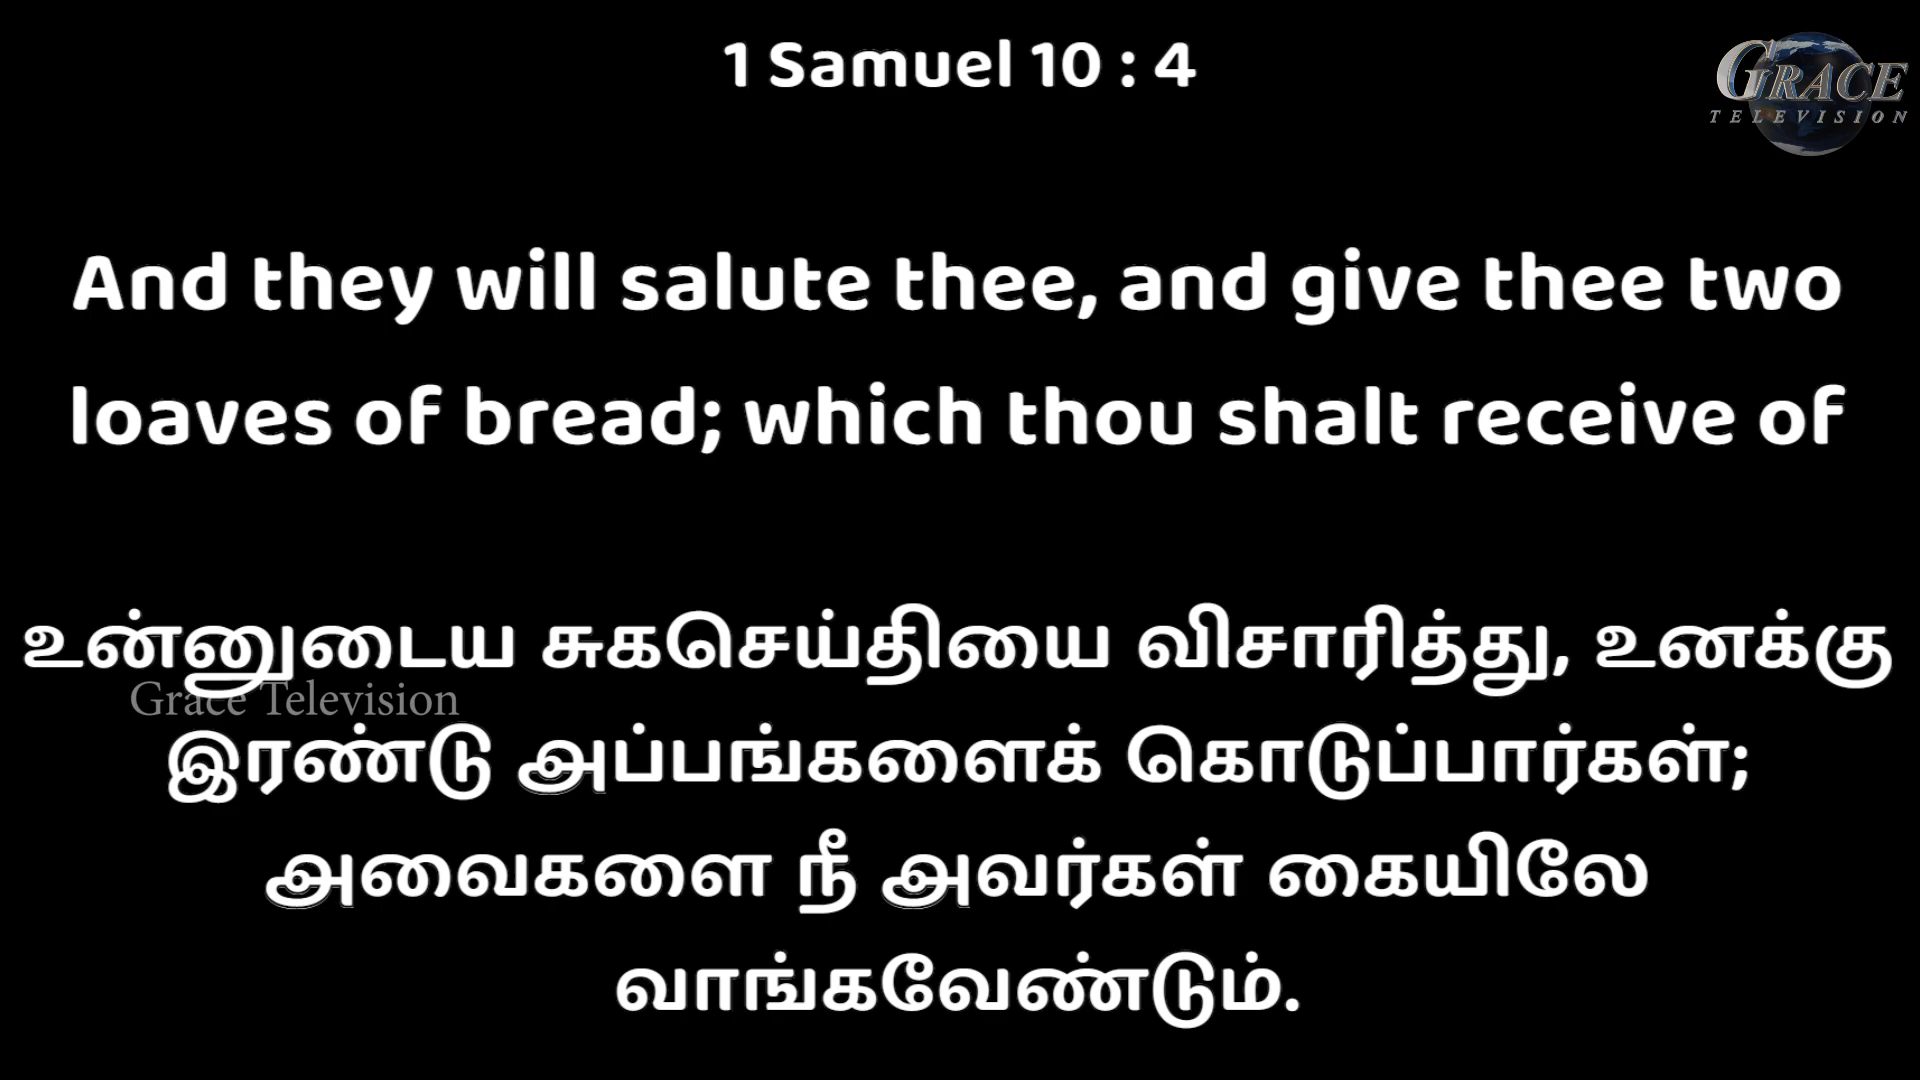 1 Samuel 10 : 4
GRACE
TELEVISION
And they will salute thee, and give thee two
loaves of bread; which thou shalt receive of
உன்னுடைய சுகசெய்தியை விசாரித்து, உனக்கு
Grace Television
இரண்டு அப்பங்களைக் கொடுப்பார்கள்;
அவைகளை நீ அவர்கள் கையிலே
வாங்கவேண்டும்.